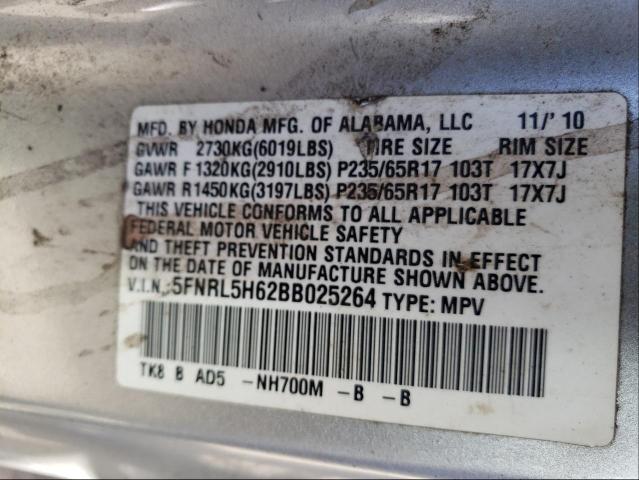 MFD. BY HONDA MFG. OF ALABAMA, LLC 11/'10
GVWR 2730KG(6019LBS) TIRE SIZE RIM SIZE
GAWR F 1320KG(2910LBS) P235/65R17 103T 17X7J
GAWR R 1450KG(3197LBS) P235/65R17 103T 17X7J
THIS VEHICLE CONFORMS TO ALL APPLICABLE
FEDERAL MOTOR VEHICLE SAFETY
AND THEFT PREVENTION STANDARDS IN EFFECT
ON THE DATE OF MANUFACTURE SHOWN ABOVE.
V.I.N.:5FNRL5H62BB025264 TYPE: MPV
TK8 B AD5 -NH700M -B -B